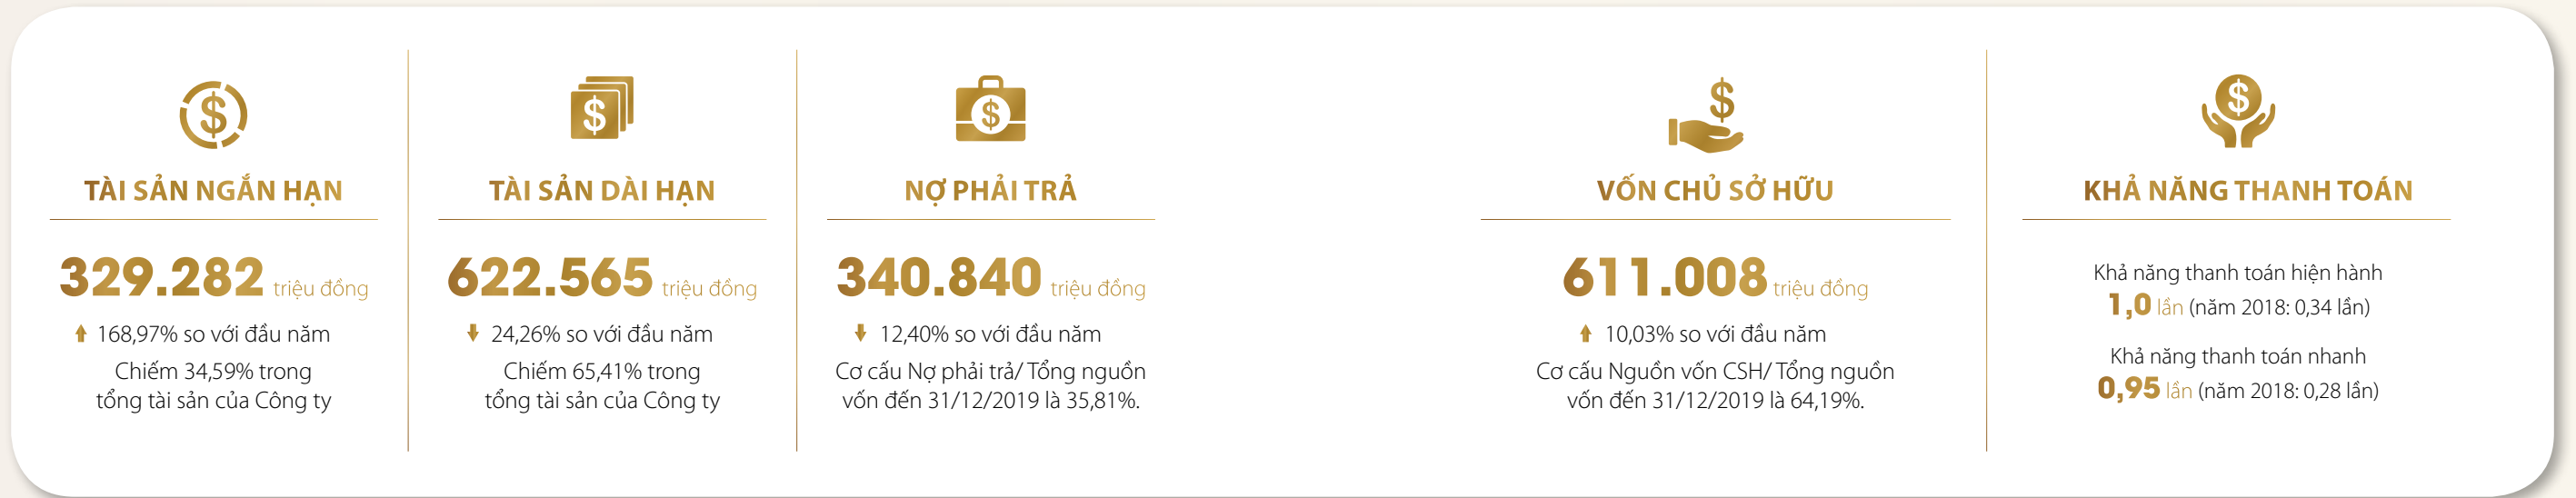 TÀI SẢN NGẮN HẠN
329.282 triệu đồng
168,97% so với đầu năm
Chiếm 34,59% trong
tổng tài sản của Công ty
TÀI SẢN DÀI HẠN
622.565 triệu đồng
24,26% so với đầu năm
Chiếm 65,41% trong
tổng tài sản của Công ty
NỢ PHẢI TRẢ
340.840 triệu đồng
12,40% so với đầu năm
Cơ cấu Nợ phải trả/ Tổng nguồn
vốn đến 31/12/2019 là 35,81%.
VỐN CHỦ SỞ HỮU
611.008 triệu đồng
10,03% so với đầu năm
Cơ cấu Nguồn vốn CSH/ Tổng nguồn
vốn đến 31/12/2019 là 64,19%.
KHẢ NĂNG THANH TOÁN
Khả năng thanh toán hiện hành
1,0 lần (năm 2018: 0,34 lần)
Khả năng thanh toán nhanh
0,95 lần (năm 2018: 0,28 lần)